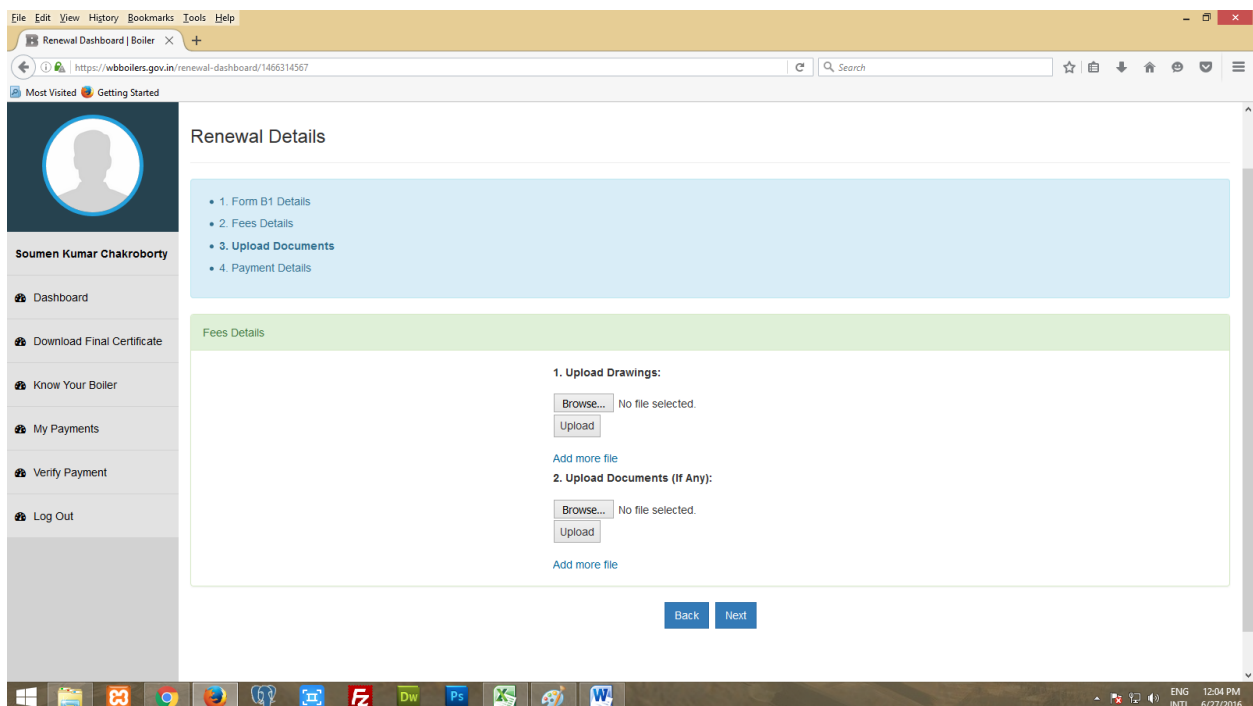 File Edit View History Bookmarks Tools Help
Renewal Dashboard | Boiler
https://wbboilers.gov.in/renewal-dashboard/1466314567
Search
Most Visited Getting Started
Renewal Details
• 1. Form B1 Details
• 2. Fees Details
• 3. Upload Documents
• 4. Payment Details
Soumen Kumar Chakroborty
Dashboard
Download Final Certificate
Know Your Boiler
My Payments
Verify Payment
Log Out
Fees Details
1. Upload Drawings:
Browse... No file selected.
Upload
Add more file
2. Upload Documents (If Any):
Browse... No file selected.
Upload
Add more file
Back Next
Fz Dw Ps
ENG 12:04 PM
INTL 6/27/2016